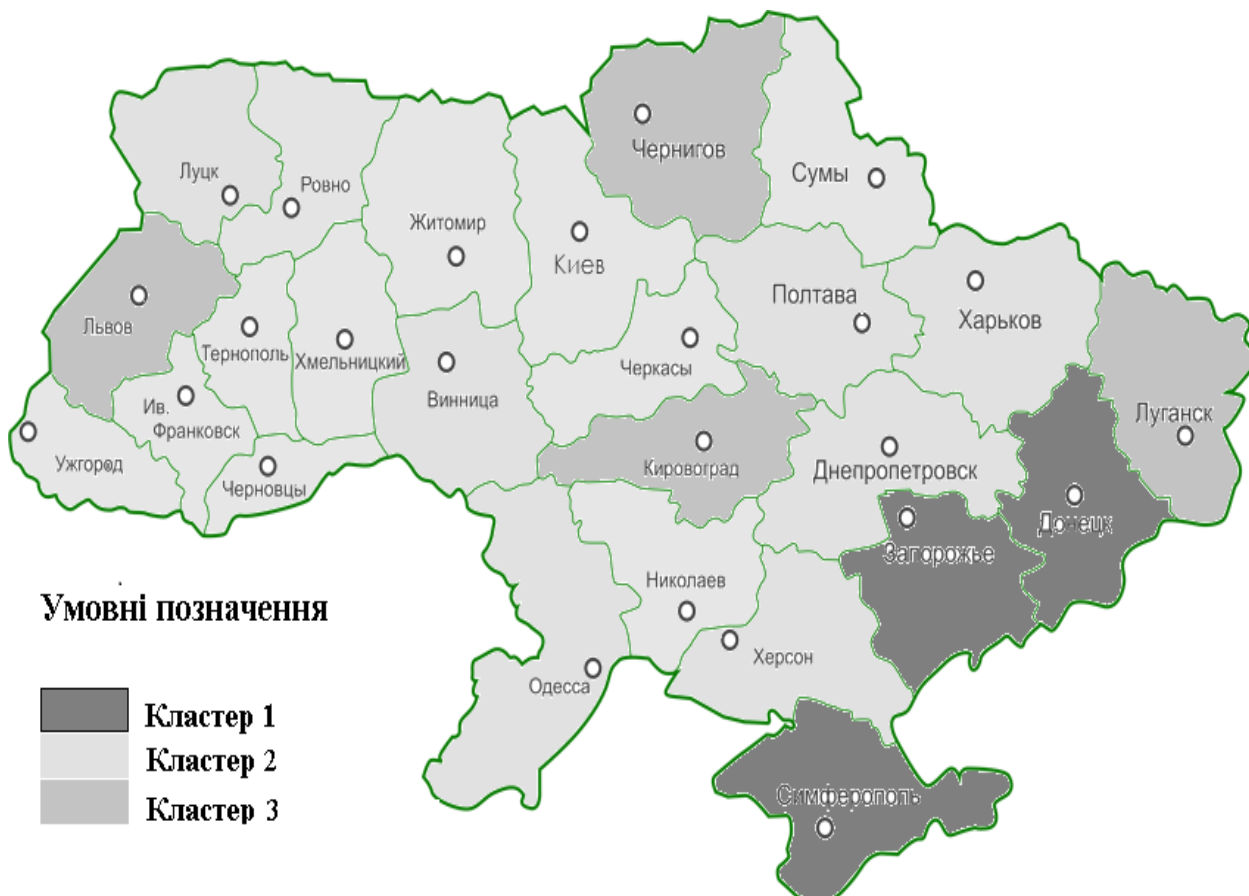 Чернигов
Сумы
Луцк
Ровно
Житомир
Киев
Полтава
Харьков
Львов
Тернополь
Хмельницкий
Черкасы
Винница
Ив.
Франковск
Луганск
Ужгород
Черновцы
Кировоград
Днепропетровск
Донецк
Загорожье
Николаев
Херсон
Одесса
Симферополь
Умовні позначення
Кластер 1
Кластер 2
Кластер 3